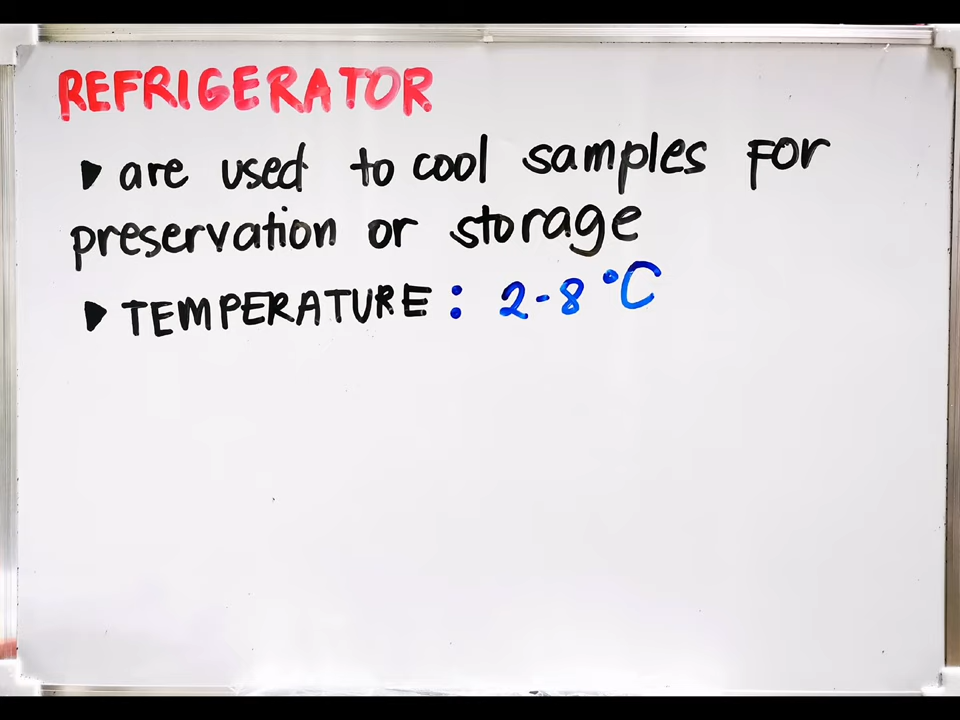 REFRIGERATOR
▶ are used to cool samples FOR
preservation or storage
▶ TEMPERATURE: 2-8 °C